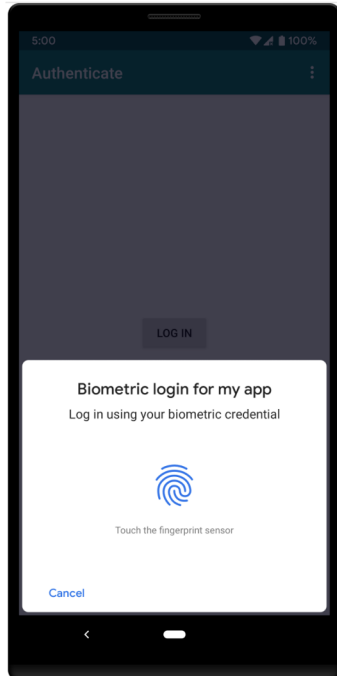 5:00 100%
Authenticate
LOG IN
Biometric login for my app
Log in using your biometric credential
Touch the fingerprint sensor
Cancel